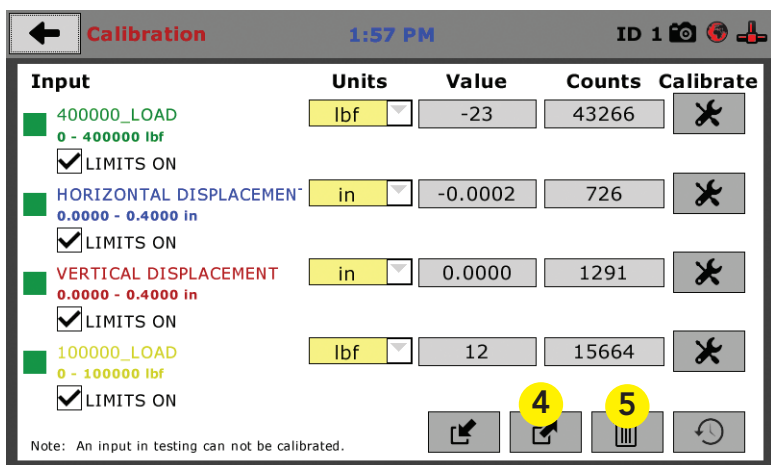 Calibration 1:57 PM ID 1
Input Units Value Counts Calibrate
400000_LOAD lbf -23 43266
0 - 400000 lbf
LIMITS ON
HORIZONTAL DISPLACEMEN in -0.0002 726
0.0000 - 0.4000 in
LIMITS ON
VERTICAL DISPLACEMENT in 0.0000 1291
0.0000 - 0.4000 in
LIMITS ON
100000_LOAD lbf 12 15664
0 - 100000 lbf
LIMITS ON
4 5
Note: An input in testing can not be calibrated.